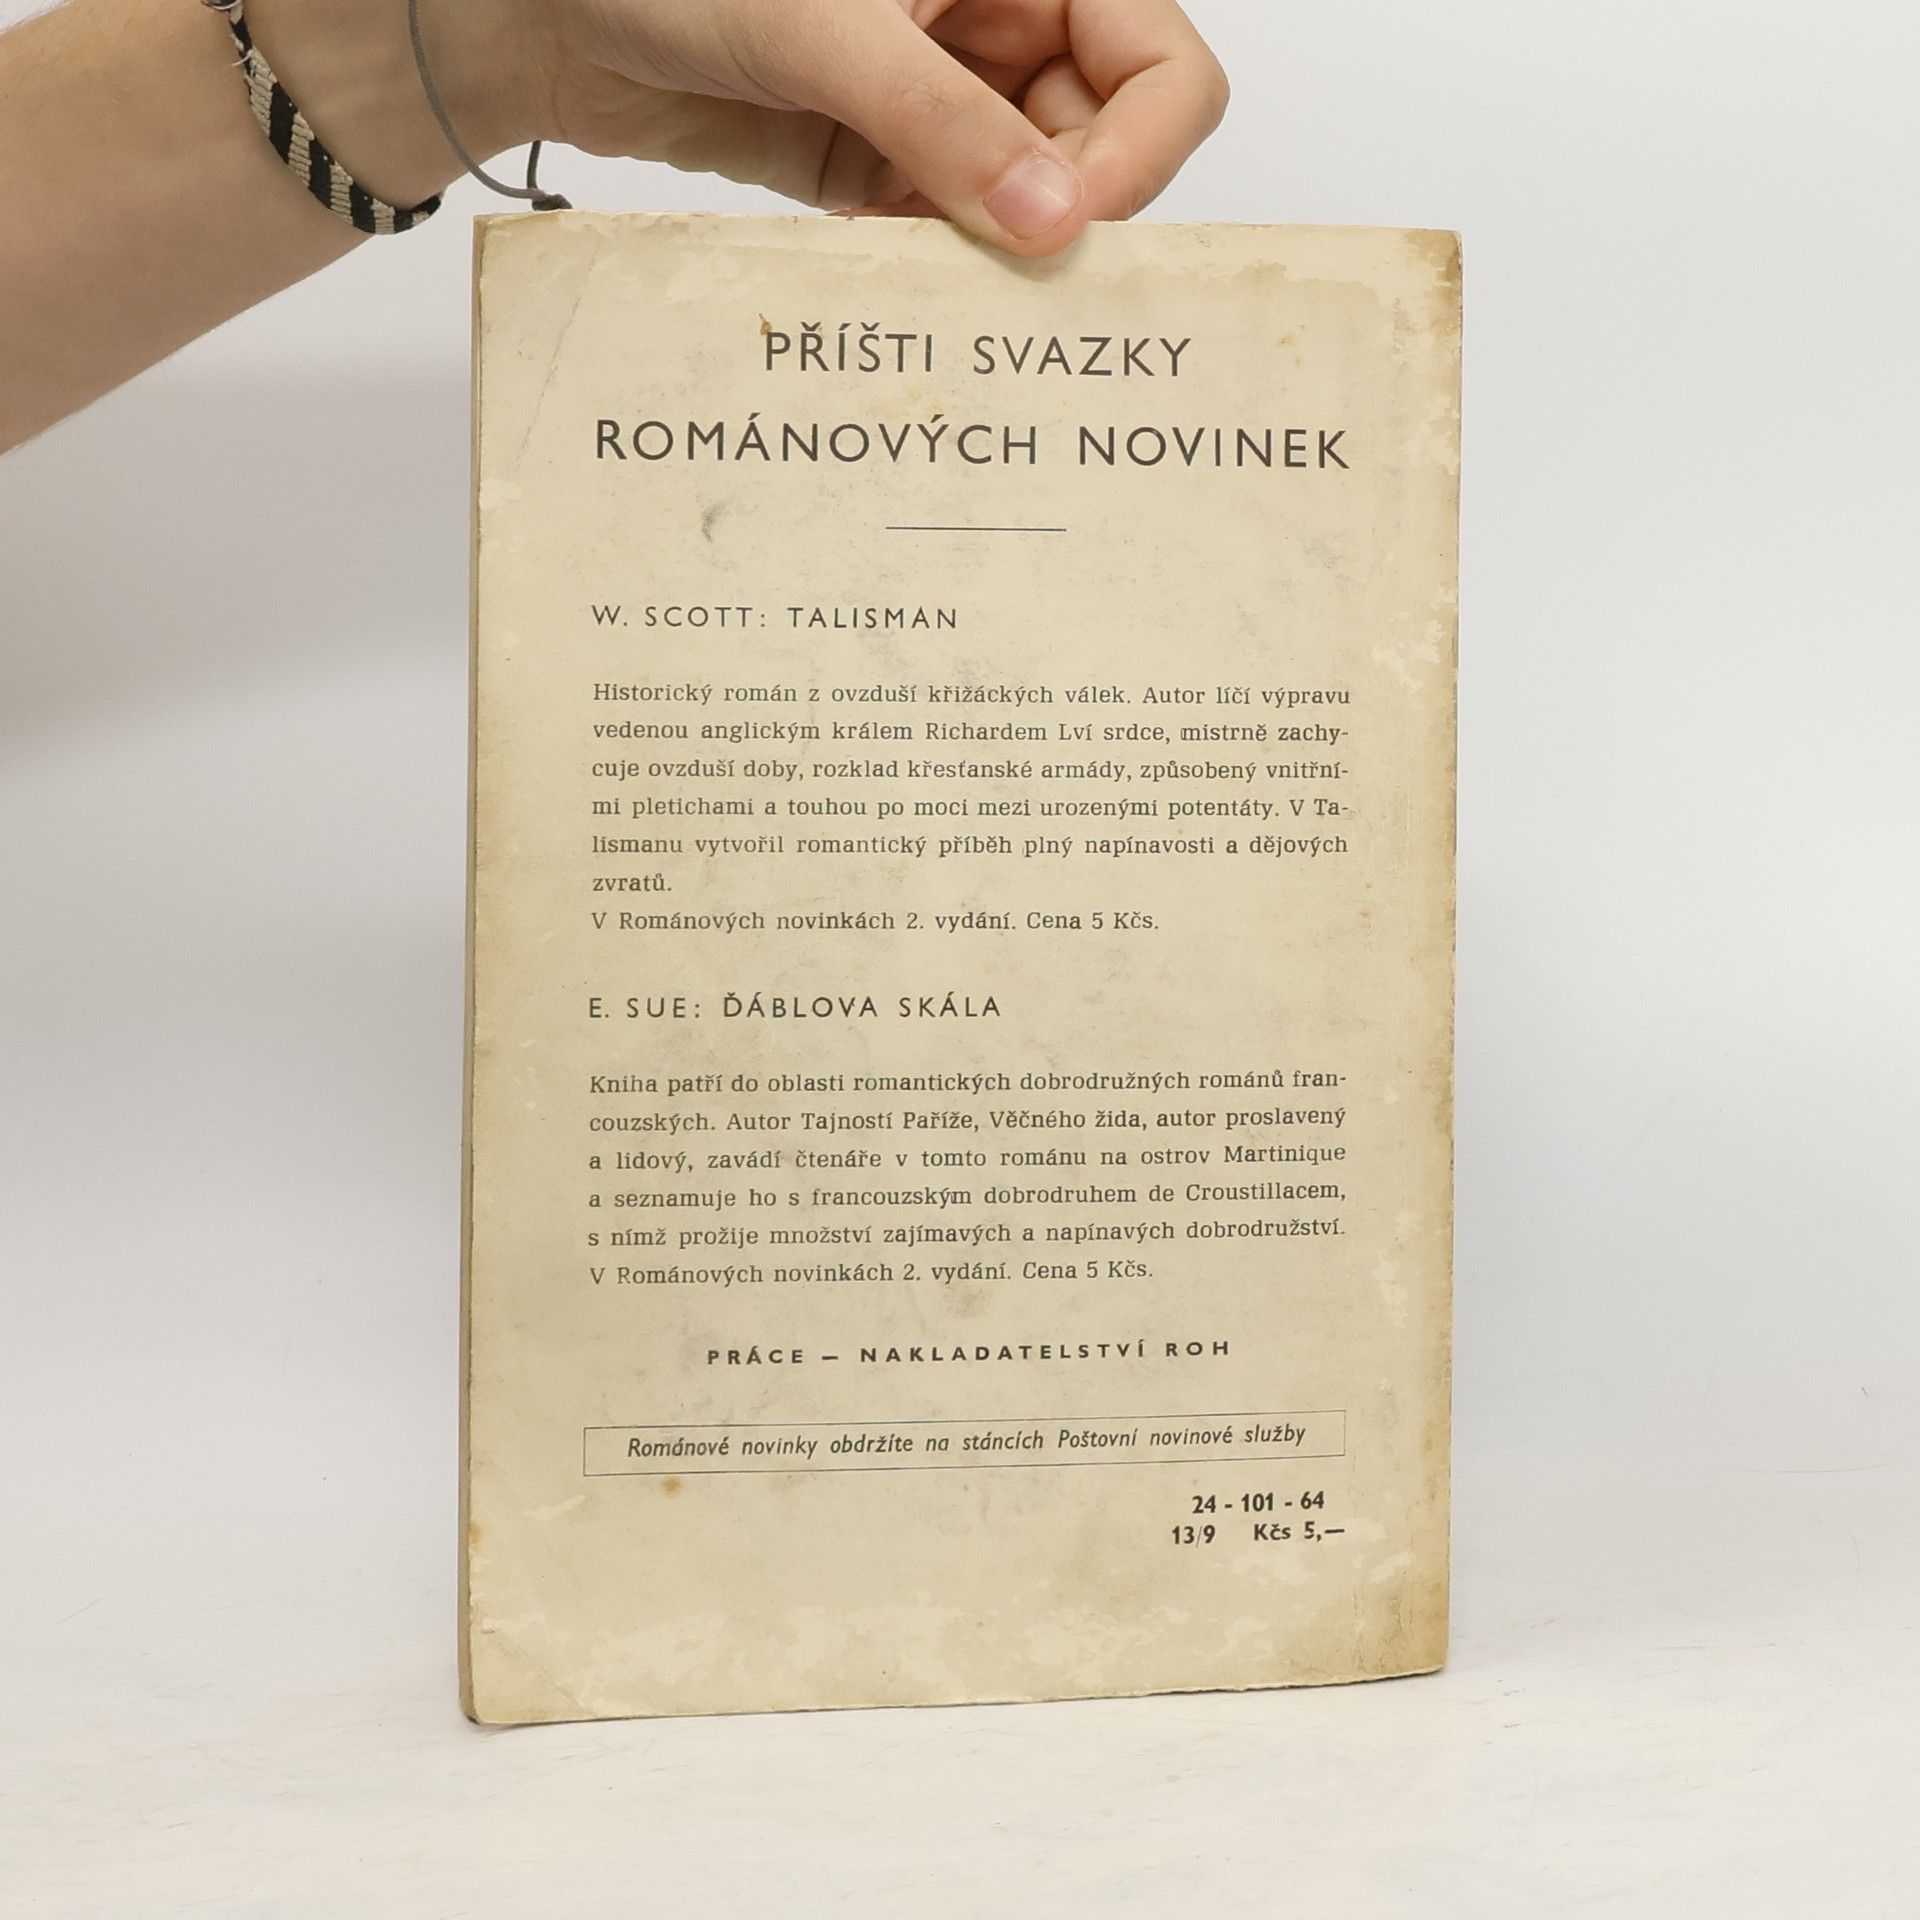 PŘÍŠTI SVAZKY
ROMÁNOVÝCH NOVINEK
W. SCOTT: TALISMAN
Historický román z ovzduší křižáckých válek. Autor líčí výpravu
vedenou anglickým králem Richardem Lví srdce, mistrně zachy-
cuje ovzduší doby, rozklad křesťanské armády, způsobený vnitřní-
mi pletichami a touhou po moci mezi urozenými potentáty. V Ta-
lismanu vytvořil romantický příběh plný napínavosti a dějových
zvratů.
V Románových novinkách 2. vydání. Cena 5 Kčs.
E. SUE: ĎÁBLOVA SKÁLA
Kniha patří do oblasti romantických dobrodružných románů fran-
couzských. Autor Tajností Paříže, Věčného žida, autor proslavený
a lidový, zavádí čtenáře v tomto románu na ostrov Martinique
a seznamuje ho s francouzským dobrodruhem de Croustillacem,
s nímž prožije množství zajímavých a napínavých dobrodružství.
V Románových novinkách 2. vydání. Cena 5 Kčs.
PRÁCE — NAKLADATELSTVÍ ROH
Románové novinky obdržíte na stáncích Poštovní novinové služby
24 - 101 - 64
13/9 Kčs 5,—